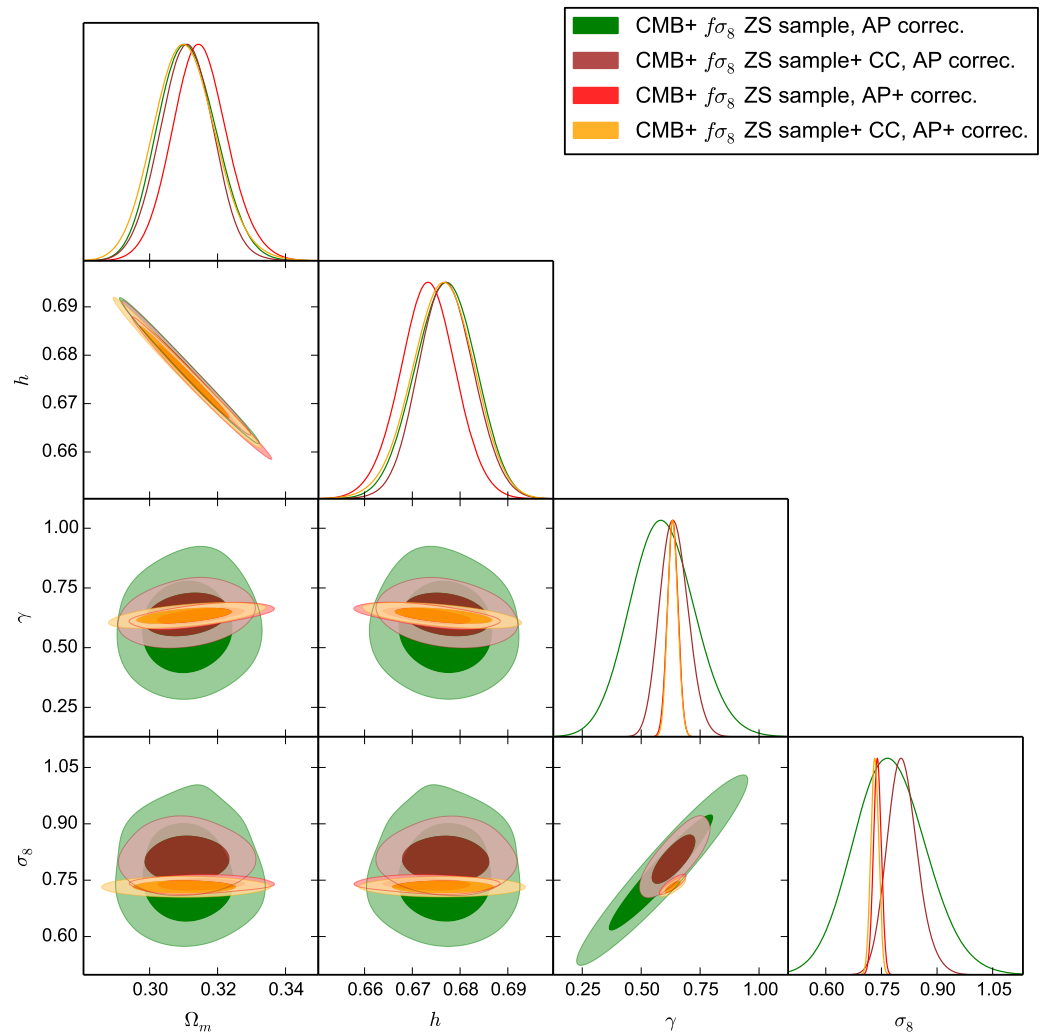 CMB+ fσ₈ ZS sample, AP correc.
CMB+ fσ₈ ZS sample+ CC, AP correc.
CMB+ fσ₈ ZS sample, AP+ correc.
CMB+ fσ₈ ZS sample+ CC, AP+ correc.
0.69
0.68
0.67
0.66
h
1.00
0.75
0.50
0.25
γ
1.05
0.90
0.75
0.60
σ₈
0.30 0.32 0.34
0.66 0.67 0.68 0.69
0.25 0.50 0.75 1.00
0.60 0.75 0.90 1.05
Ωₘ h γ σ₈